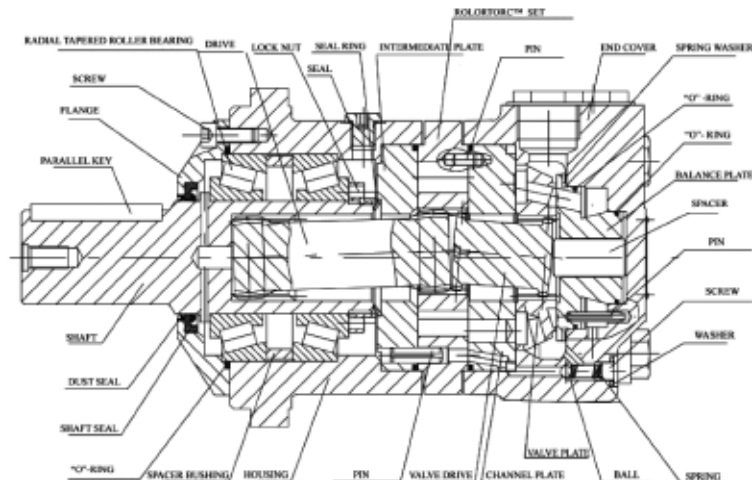 ROLORTORC™ SET
RADIAL TAPERED ROLLER BEARING
DRIVE
LOCK NUT
SEAL RING
INTERMEDIATE PLATE
PIN
END COVER
SPRING WASHER
SEAL
SCREW
"O"-RING
FLANGE
"O"- RING
PARALLEL KEY
BALANCE PLATE
SPACER
PIN
SCREW
SHAFT
WASHER
DUST SEAL
SHAFT SEAL
VALVE PLATE
"O"-RING
SPACER BUSHING
HOUSING
PIN
VALVE DRIVE
CHANNEL PLATE
BALL
SPRING